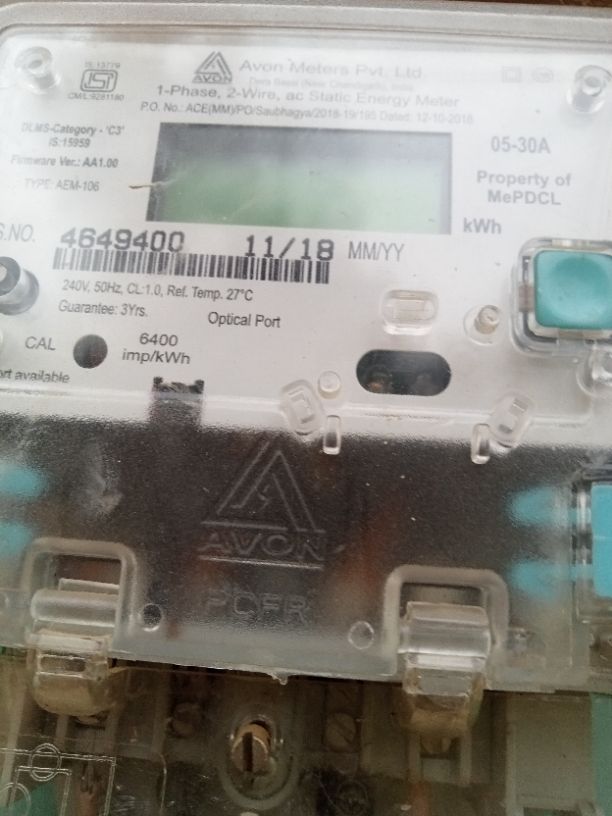 IS:13779
ISI
CM/L-9281180
AVON
Avon Meters Pvt. Ltd.
1-Phase, 2-Wire, ac Static Energy Meter
P.O. No.: ACE(MM)/PO/Saubhagya/2018-19/195 Dated: 12-10-2018
DLMS-Category - 'C3'
IS:15959
Firmware Ver.: AA1.00
TYPE: AEM-106
05-30A
Property of
MePDCL
kWh
S.NO. 4649400 11/18 MM/YY
240V, 50Hz, CL:1.0, Ref. Temp. 27°C
Guarantee: 3Yrs.
Optical Port
CAL
6400
imp/kWh
available
AVON